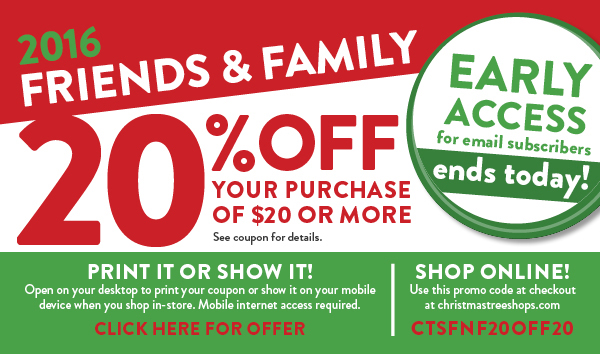 2016
FRIENDS & FAMILY
20%OFF
YOUR PURCHASE
OF $20 OR MORE
See coupon for details.
EARLY
ACCESS
for email subscribers
ends today!
PRINT IT OR SHOW IT!
Open on your desktop to print your coupon or show it on your mobile
device when you shop in-store. Mobile internet access required.
CLICK HERE FOR OFFER
SHOP ONLINE!
Use this promo code at checkout
at christmastreeshops.com
CTSFNF20OFF20